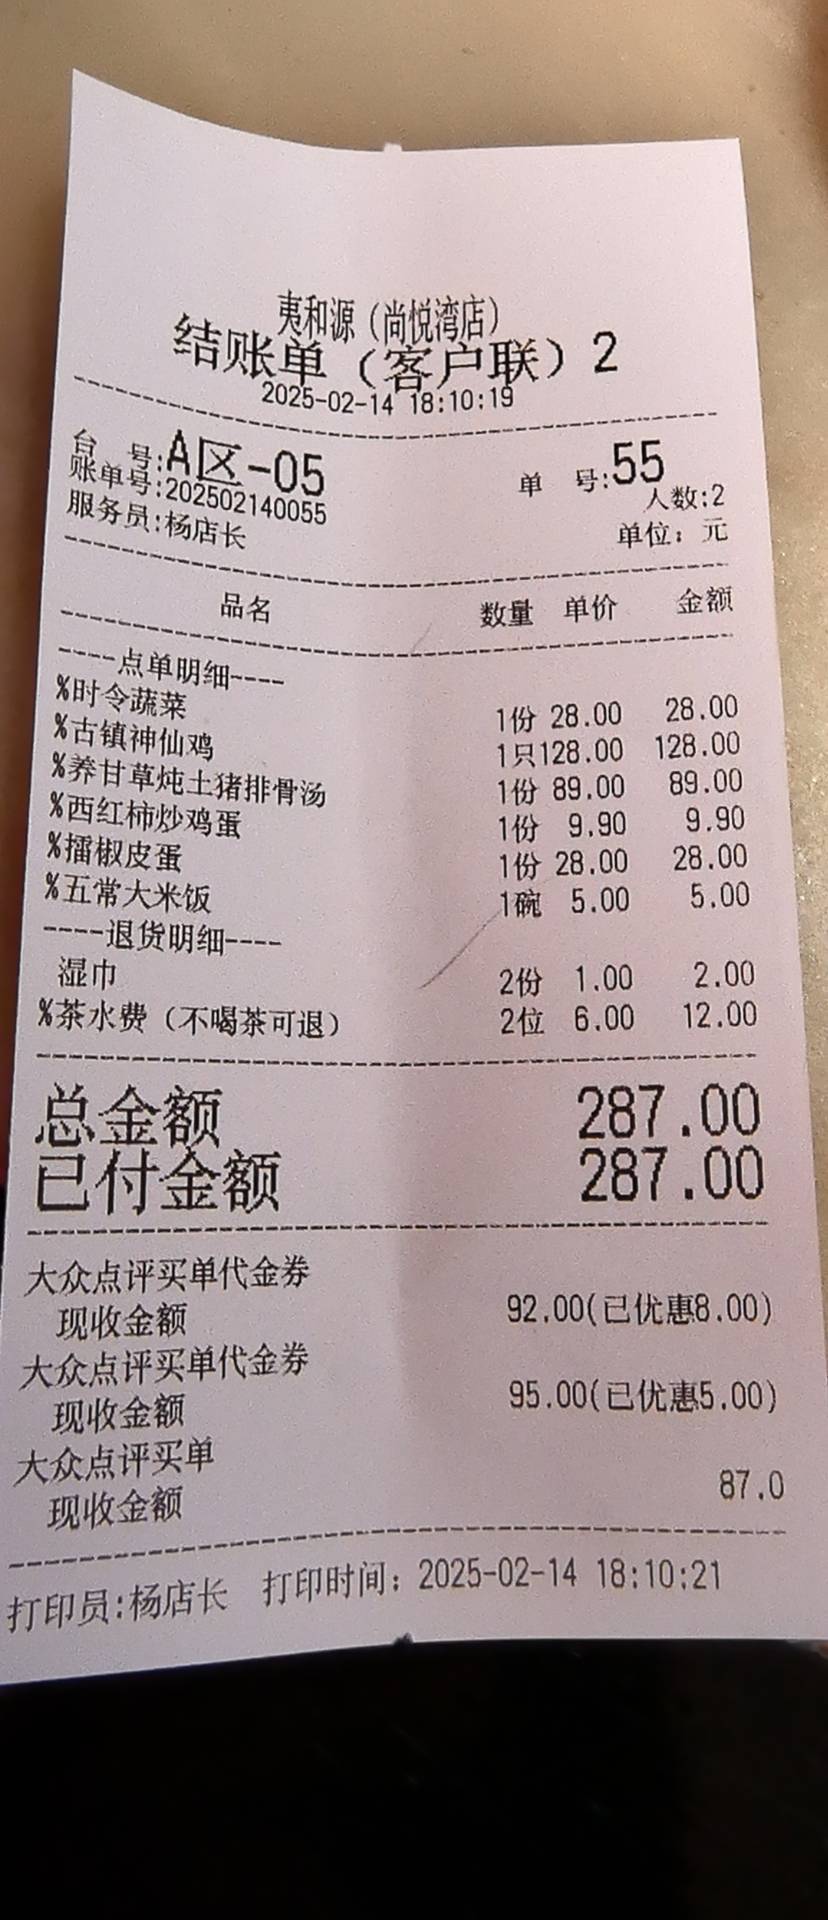 夷和源（尚悦湾店）
结账单（客户联）2
2025-02-14 18:10:19
台 号:A区-05 单 号:55
账单号:202502140055 人数:2
服务员:杨店长 单位：元
品名 数量 单价 金额
----点单明细----
%时令蔬菜 1份 28.00 28.00
%古镇神仙鸡 1只128.00 128.00
%养甘草炖土猪排骨汤 1份 89.00 89.00
%西红柿炒鸡蛋 1份 9.90 9.90
%擂椒皮蛋 1份 28.00 28.00
%五常大米饭 1碗 5.00 5.00
----退货明细----
湿巾 2份 1.00 2.00
%茶水费（不喝茶可退） 2位 6.00 12.00
总金额 287.00
已付金额 287.00
大众点评买单代金券
现收金额 92.00(已优惠8.00)
大众点评买单代金券
现收金额 95.00(已优惠5.00)
大众点评买单
现收金额 87.0
打印员:杨店长 打印时间：2025-02-14 18:10:21